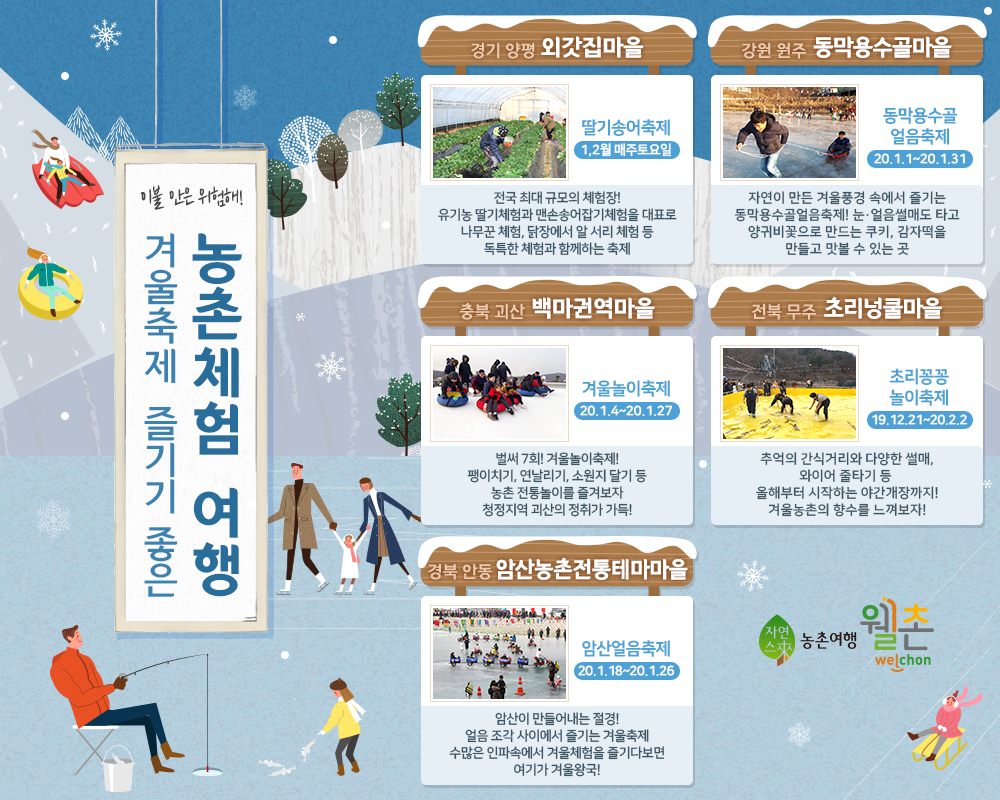 이불 안은 위험해!
겨울축제 즐기기 좋은
농촌체험 여행
경기 양평 외갓집마을
딸기송어축제
1,2월 매주토요일
전국 최대 규모의 체험장!
유기농 딸기체험과 맨손송어잡기체험을 대표로
나무꾼 체험, 닭장에서 알 서리 체험 등
독특한 체험과 함께하는 축제
강원 원주 동막용수골마을
동막용수골
얼음축제
20.1.1~20.1.31
자연이 만든 겨울풍경 속에서 즐기는
동막용수골얼음축제! 눈·얼음썰매도 타고
양귀비꽃으로 만드는 쿠키, 감자떡을
만들고 맛볼 수 있는 곳
충북 괴산 백마권역마을
겨울놀이축제
20.1.4~20.1.27
벌써 7회! 겨울놀이축제!
팽이치기, 연날리기, 소원지 달기 등
농촌 전통놀이를 즐겨보자
청정지역 괴산의 정취가 가득!
전북 무주 초리넝쿨마을
초리꽁꽁
놀이축제
19.12.21~20.2.2
추억의 간식거리와 다양한 썰매,
와이어 줄타기 등
올해부터 시작하는 야간개장까지!
겨울농촌의 향수를 느껴보자!
경북 안동 암산농촌전통테마마을
암산얼음축제
20.1.18~20.1.26
암산이 만들어내는 절경!
얼음 조각 사이에서 즐기는 겨울축제
수많은 인파속에서 겨울체험을 즐기다보면
여기가 겨울왕국!
자연
스쳐
농촌여행
웰촌
welchon